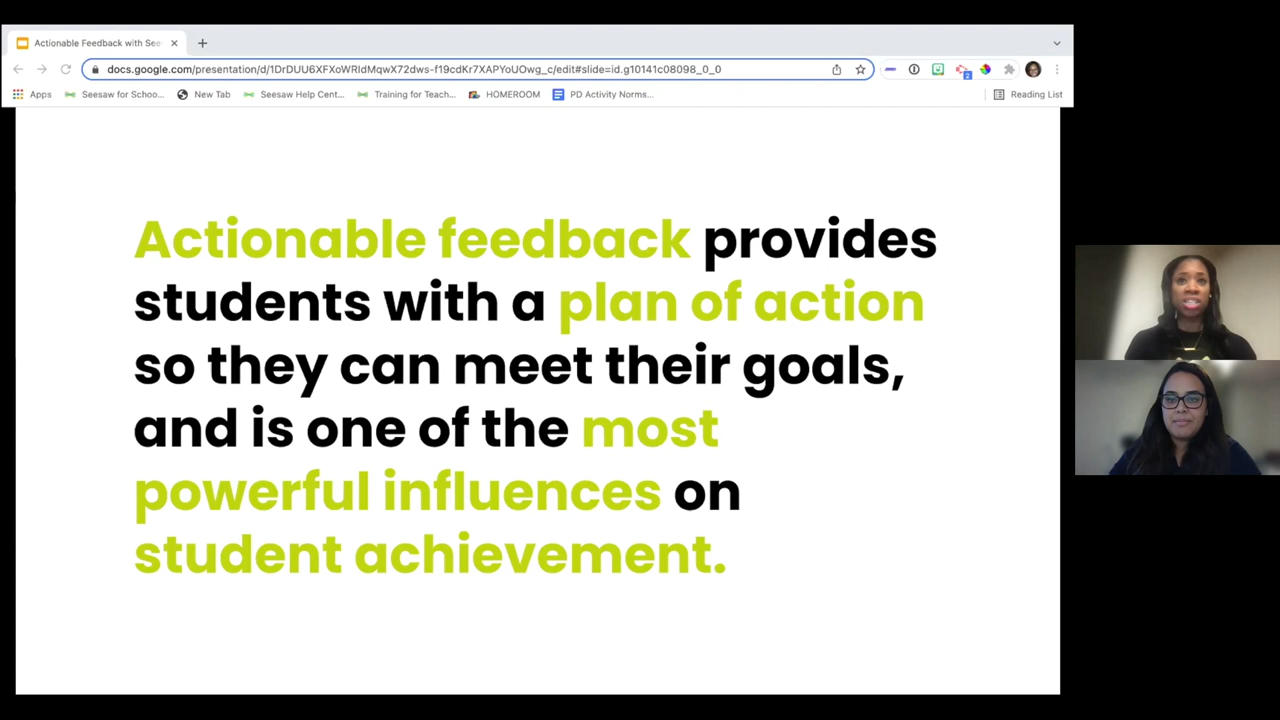 Actionable Feedback with See
docs.google.com/presentation/d/1DrDUU6XFXoWRIdMqwX72dws-f19cdKr7XAPYoUOwg_c/edit#slide=id.g10141c08098_0_0
2
Apps
Seesaw for Schoo...
New Tab
Seesaw Help Cent...
Training for Teach...
HOMEROOM
PD Activity Norms...
Reading List
Actionable feedback provides
students with a plan of action
so they can meet their goals,
and is one of the most
powerful influences on
student achievement.